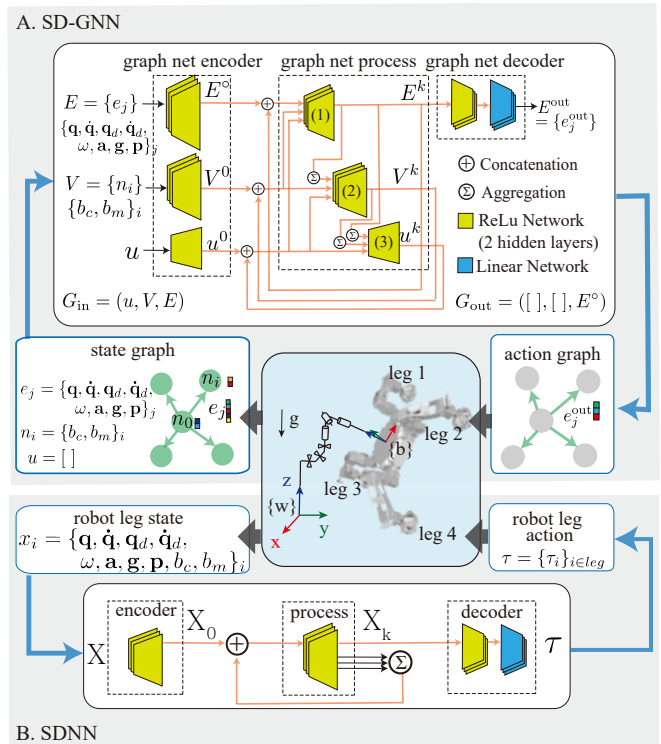 A. SD-GNN
graph net encoder
graph net process
graph net decoder
E = {e_j}
{q, q̇, q_d, q̇_d,
ω, a, g, p}_j
E°
(1)
E^k
E^out
= {e_j^out}
V = {n_i}
{b_c, b_m}_i
V^0
Σ
(2)
V^k
u
u^0
Σ
Σ
(3)
u^k
+ Concatenation
Σ Aggregation
ReLu Network
(2 hidden layers)
Linear Network
G_in = (u, V, E)
G_out = ([ ], [ ], E°)
state graph
e_j = {q, q̇, q_d, q̇_d,
ω, a, g, p}_j
n_i = {b_c, b_m}_i
u = [ ]
n_i
n_0
e_j
g
z
{w}
x
y
{b}
leg 1
leg 2
leg 3
leg 4
action graph
e_j^out
robot leg state
x_i = {q, q̇, q_d, q̇_d,
ω, a, g, p, b_c, b_m}_i
robot leg
action
τ = {τ_i}_{i∈leg}
encoder
process
decoder
X
X_0
+
X_k
Σ
τ
B. SDNN